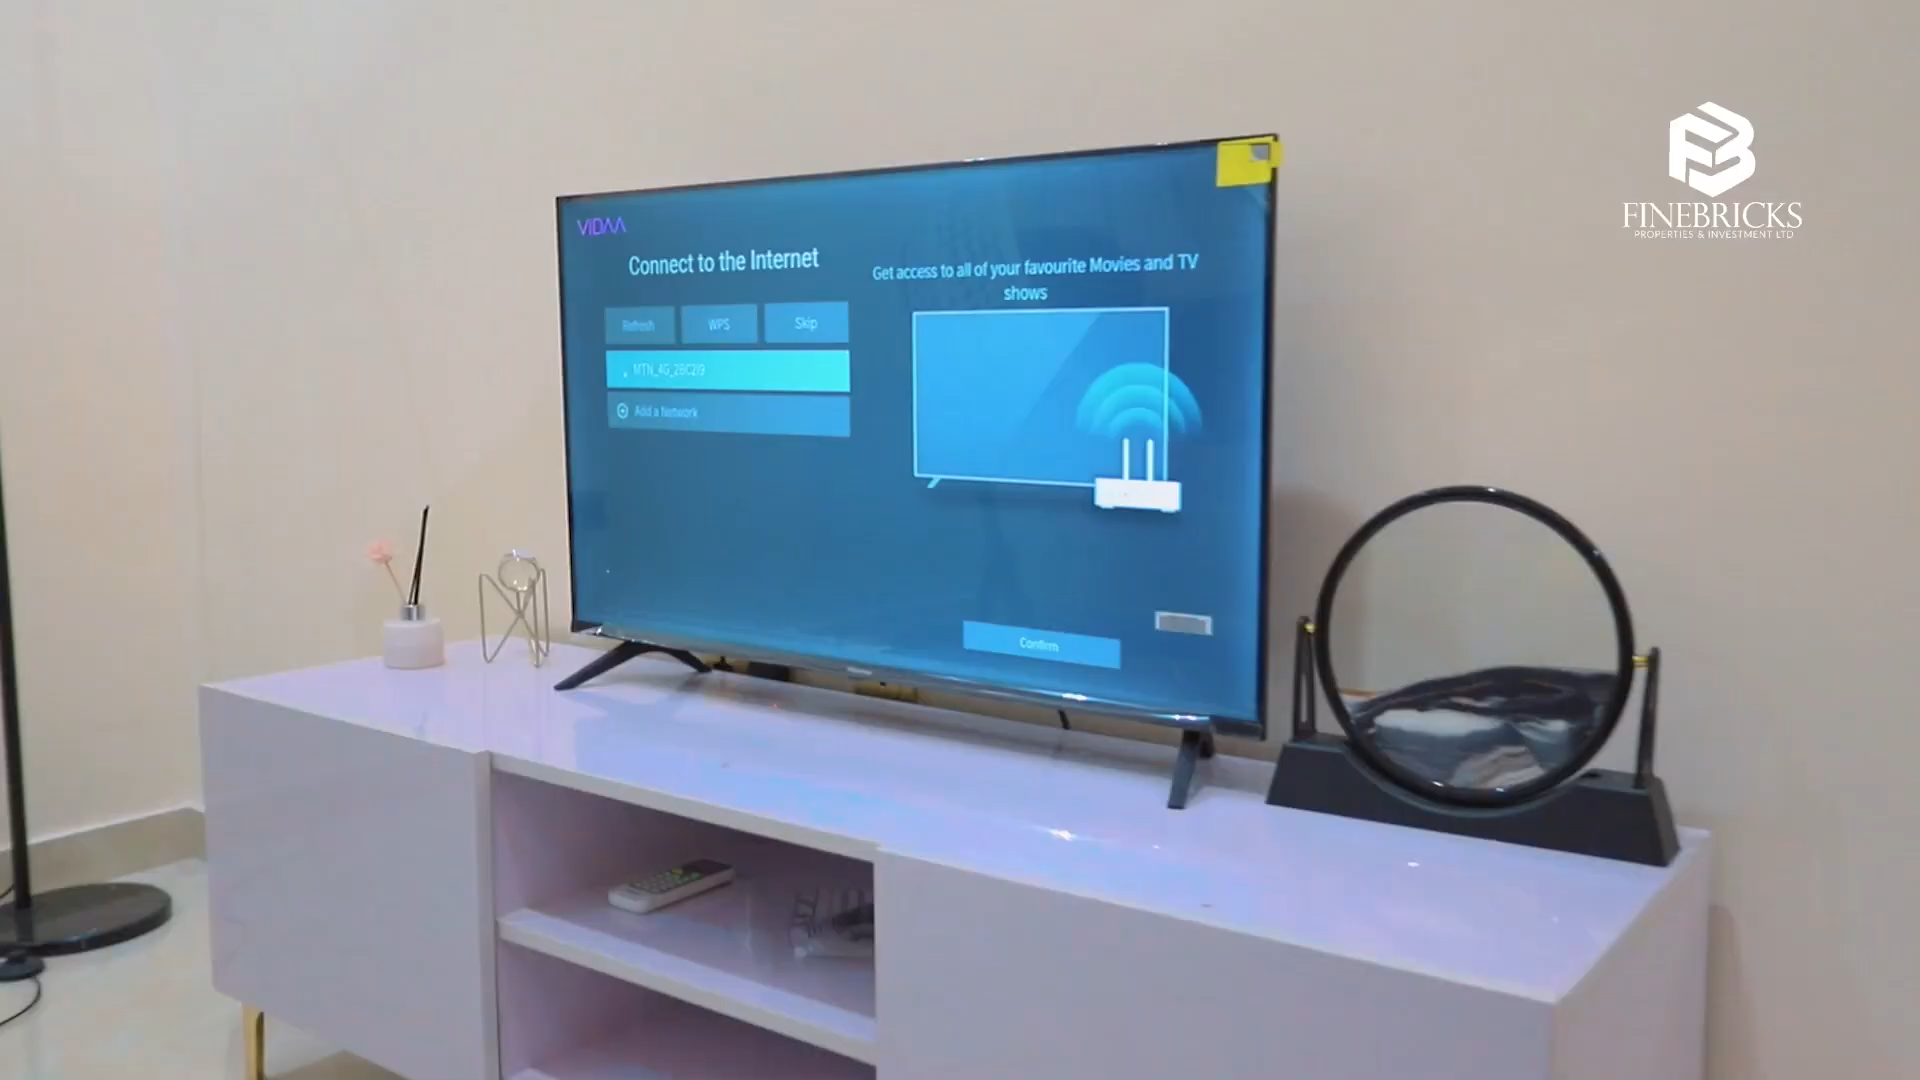 FINEBRICKS
PROPERTIES & INVESTMENT LTD
VIDAA
Connect to the Internet
Refresh
WPS
Skip
Add a Network
Get access to all of your favourite Movies and TV
shows
Confirm
Hisense